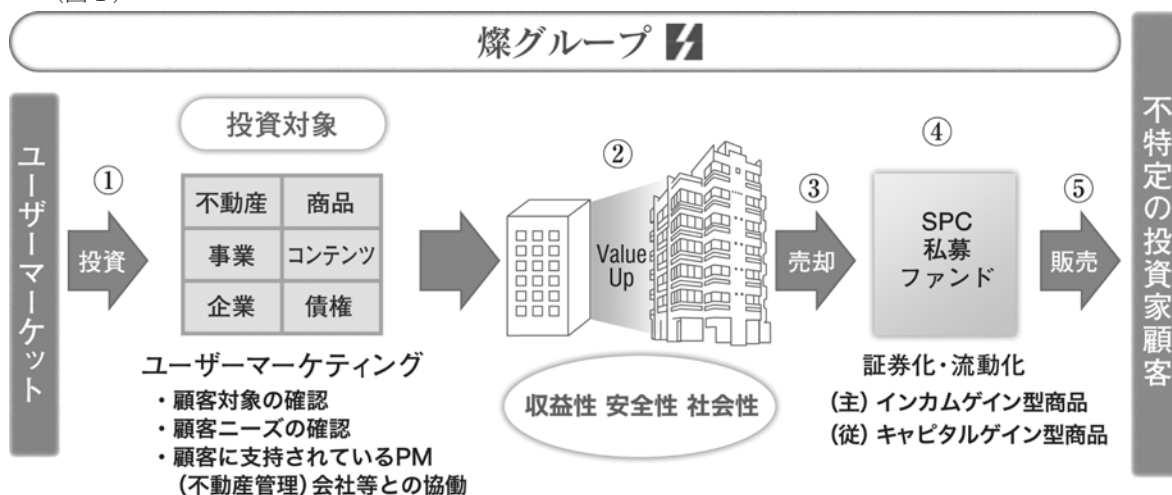 燦グループ
ユーザーマーケット
①
投資
投資対象
不動産
商品
事業
コンテンツ
企業
債権
ユーザーマーケティング
・顧客対象の確認
・顧客ニーズの確認
・顧客に支持されているPM
(不動産管理)会社等との協働
②
Value
Up
収益性 安全性 社会性
③
売却
④
SPC
私募
ファンド
証券化・流動化
(主) インカムゲイン型商品
(従) キャピタルゲイン型商品
⑤
販売
不特定の投資家顧客